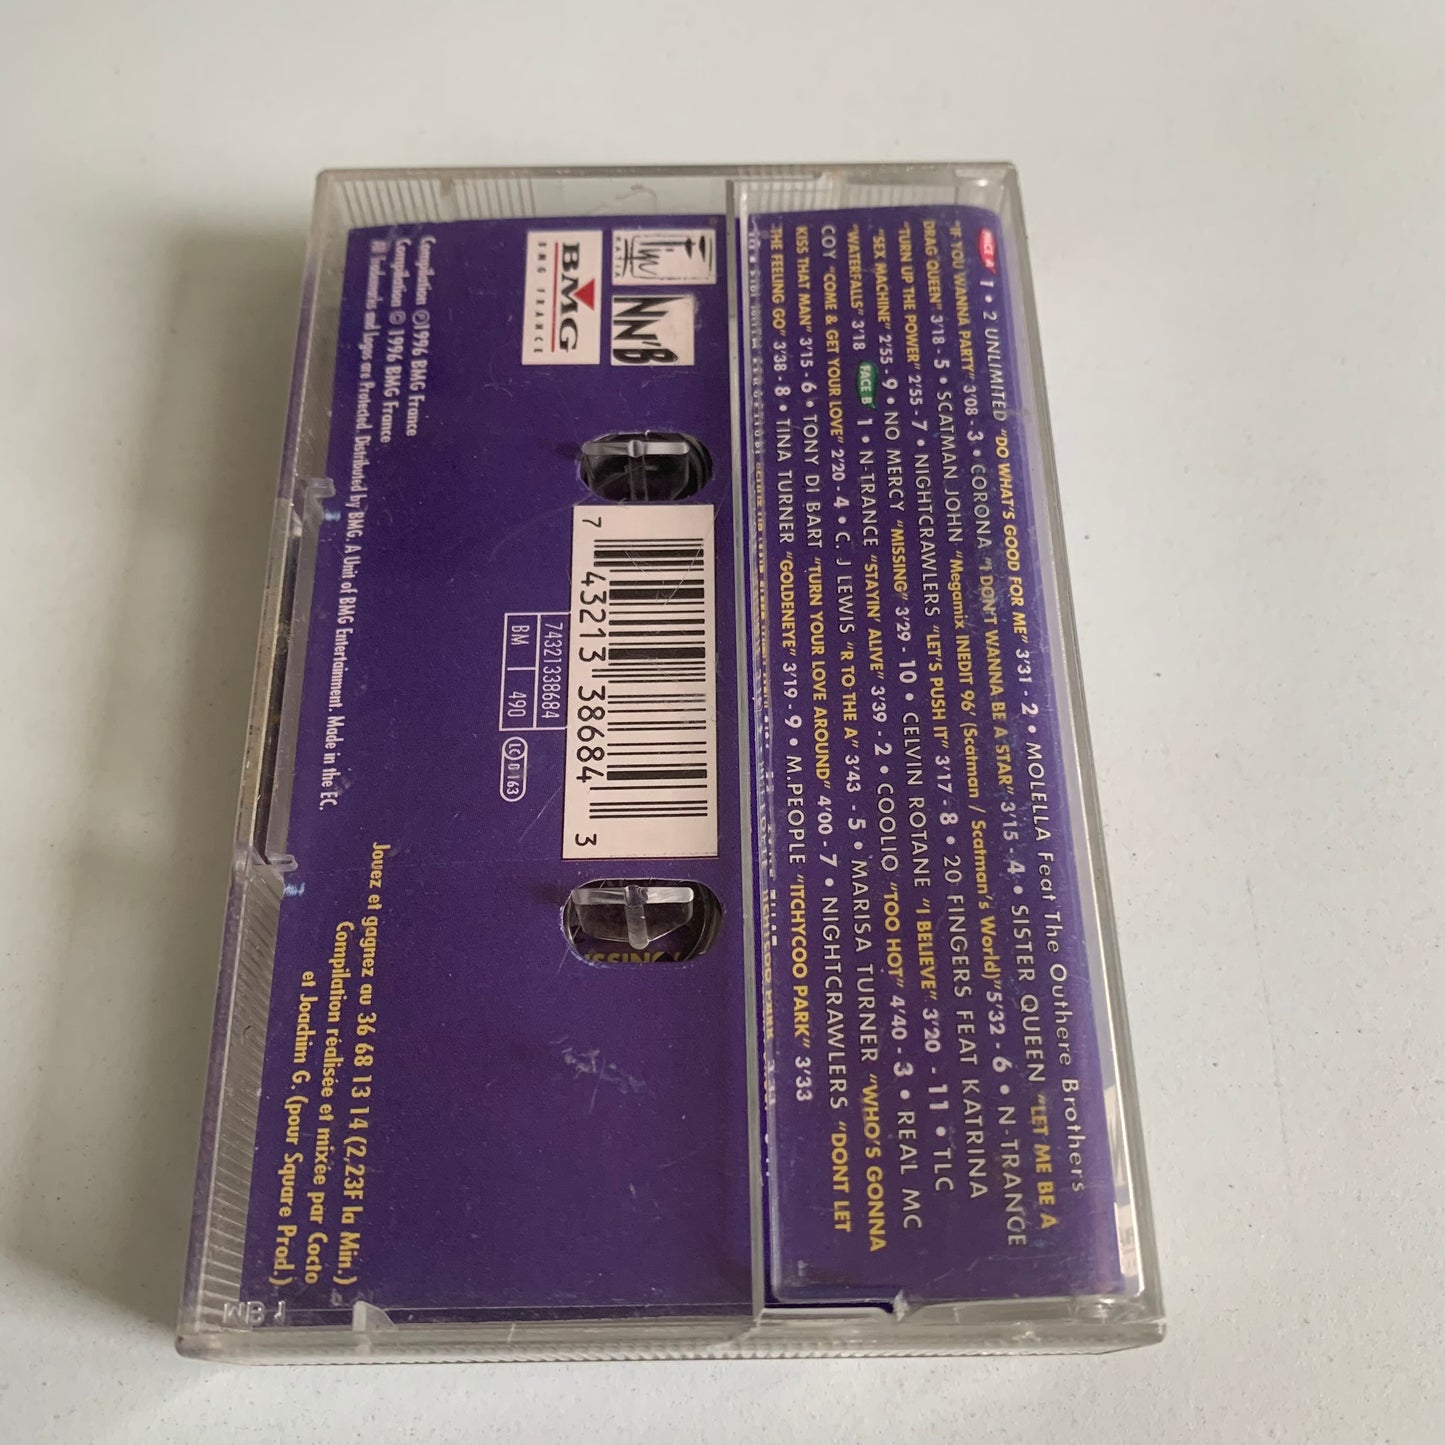 FACE A 1 • 2 UNLIMITED "DO WHAT'S GOOD FOR ME" 3'31 - 2 • MOLELLA Feat The Outhere Brothers
"IF YOU WANNA PARTY" 3'08 - 3 • CORONA "I DON'T WANNA BE A STAR" 3'15 - 4 • SISTER QUEEN "LET ME BE A
DRAG QUEEN" 3'18 - 5 • SCATMAN JOHN "Megamix INEDIT 96' (Scatman / Scatman's World)" 5'32 - 6 • N-TRANCE
"TURN UP THE POWER" 2'55 - 7 • NIGHTCRAWLERS "LET'S PUSH IT" 3'17 - 8 • 20 FINGERS FEAT KATRINA
"SEX MACHINE" 2'55 - 9 • NO MERCY "MISSING" 3'29 - 10 • CELVIN ROTANE "I BELIEVE" 3'20 - 11 • TLC
"WATERFALLS" 3'18 FACE B 1 • N-TRANCE "STAYIN' ALIVE" 3'39 - 2 • COOLIO "TOO HOT" 4'40 - 3 • REAL MC
COY "COME & GET YOUR LOVE" 2'20 - 4 • C. J LEWIS "R TO THE A" 3'43 - 5 • MARISA TURNER "WHO'S GONNA
KISS THAT MAN" 3'15 - 6 • TONY DI BART "TURN YOUR LOVE AROUND" 4'00 - 7 • NIGHTCRAWLERS "DONT LET
THE FEELING GO" 3'38 - 8 • TINA TURNER "GOLDENEYE" 3'19 - 9 • M.PEOPLE "ITCHYCOO PARK" 3'33
NN'B
BMG
BMG FRANCE
7 43213 38684 3
74321338684
BM 490
LC 0163
Compilation ℗1996 BMG France
Compilation © 1996 BMG France
All Trademarks and Logos are Protected. Distributed by BMG. A Unit of BMG Entertainment. Made in the EC.
Jouez et gagnez au 36 68 13 14 (2,23F la Min.)
Compilation réalisée et mixée par Cocto
et Joachim G. (pour Square Prod.)